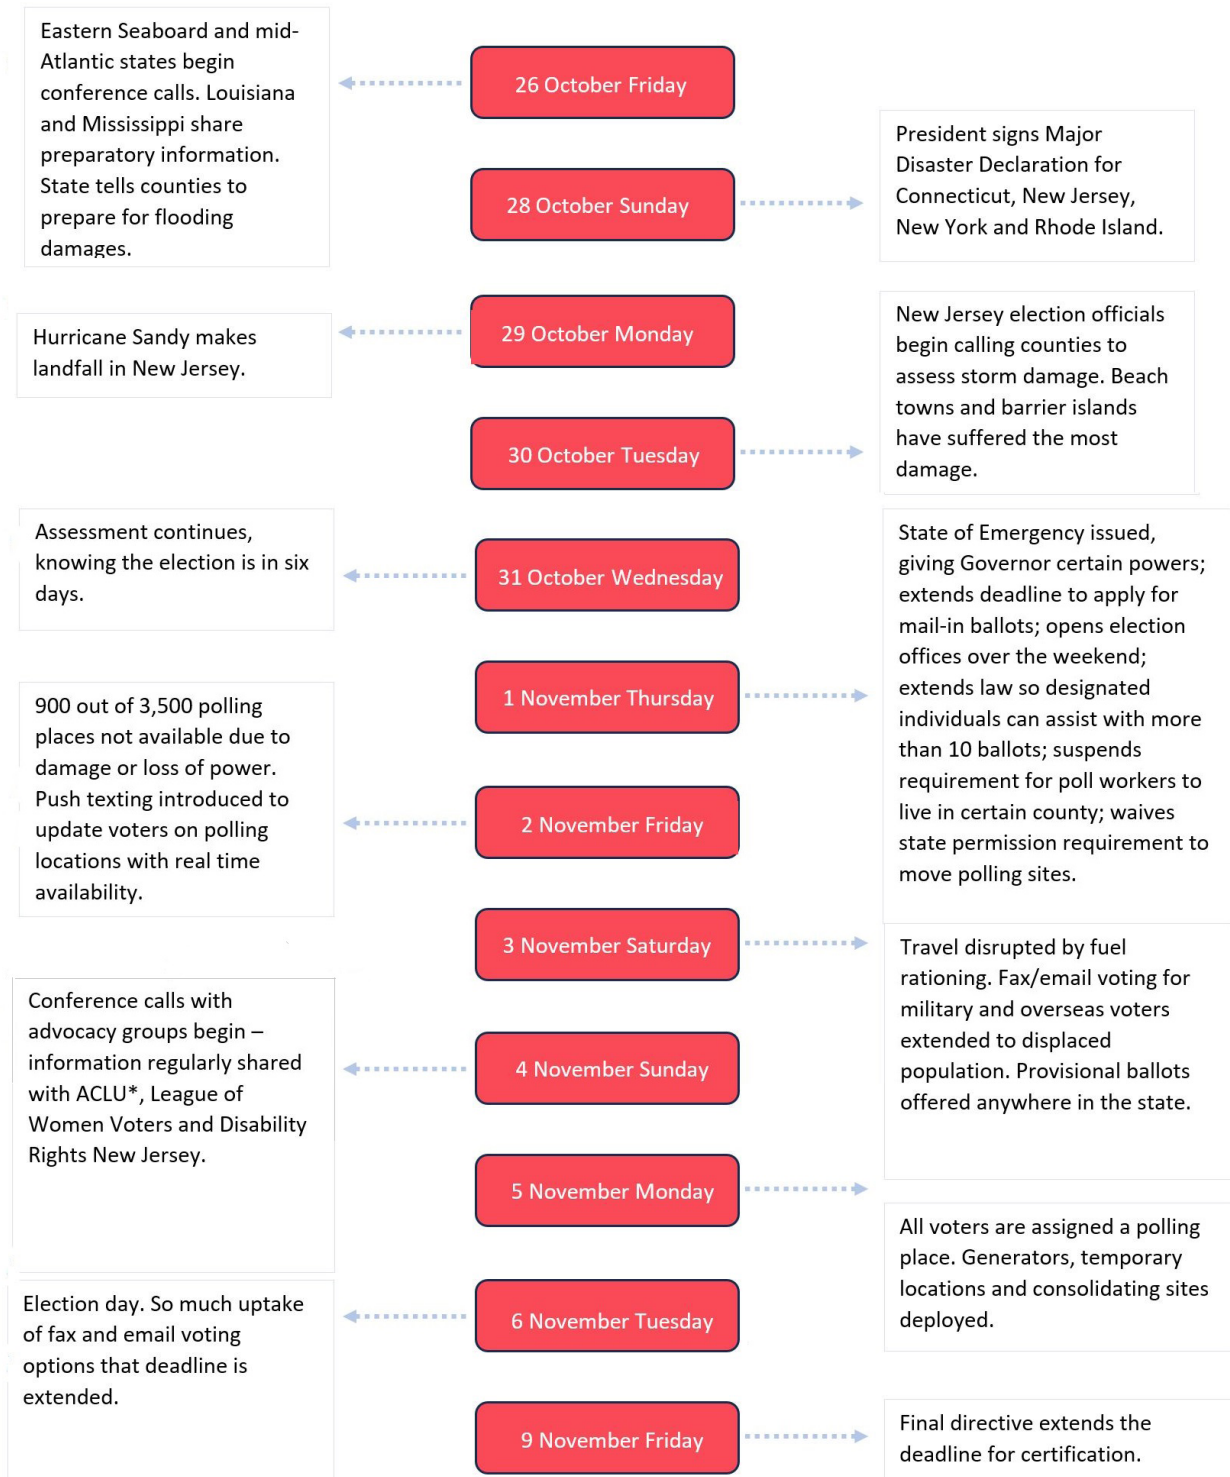 Eastern Seaboard and mid-
Atlantic states begin
conference calls. Louisiana
and Mississippi share
preparatory information.
State tells counties to
prepare for flooding
damages.
26 October Friday
28 October Sunday
President signs Major
Disaster Declaration for
Connecticut, New Jersey,
New York and Rhode Island.
Hurricane Sandy makes
landfall in New Jersey.
29 October Monday
30 October Tuesday
New Jersey election officials
begin calling counties to
assess storm damage. Beach
towns and barrier islands
have suffered the most
damage.
Assessment continues,
knowing the election is in six
days.
31 October Wednesday
1 November Thursday
State of Emergency issued,
giving Governor certain powers;
extends deadline to apply for
mail-in ballots; opens election
offices over the weekend;
extends law so designated
individuals can assist with more
than 10 ballots; suspends
requirement for poll workers to
live in certain county; waives
state permission requirement to
move polling sites.
900 out of 3,500 polling
places not available due to
damage or loss of power.
Push texting introduced to
update voters on polling
locations with real time
availability.
2 November Friday
3 November Saturday
Travel disrupted by fuel
rationing. Fax/email voting for
military and overseas voters
extended to displaced
population. Provisional ballots
offered anywhere in the state.
Conference calls with
advocacy groups begin –
information regularly shared
with ACLU*, League of
Women Voters and Disability
Rights New Jersey.
4 November Sunday
5 November Monday
All voters are assigned a polling
place. Generators, temporary
locations and consolidating sites
deployed.
Election day. So much uptake
of fax and email voting
options that deadline is
extended.
6 November Tuesday
9 November Friday
Final directive extends the
deadline for certification.